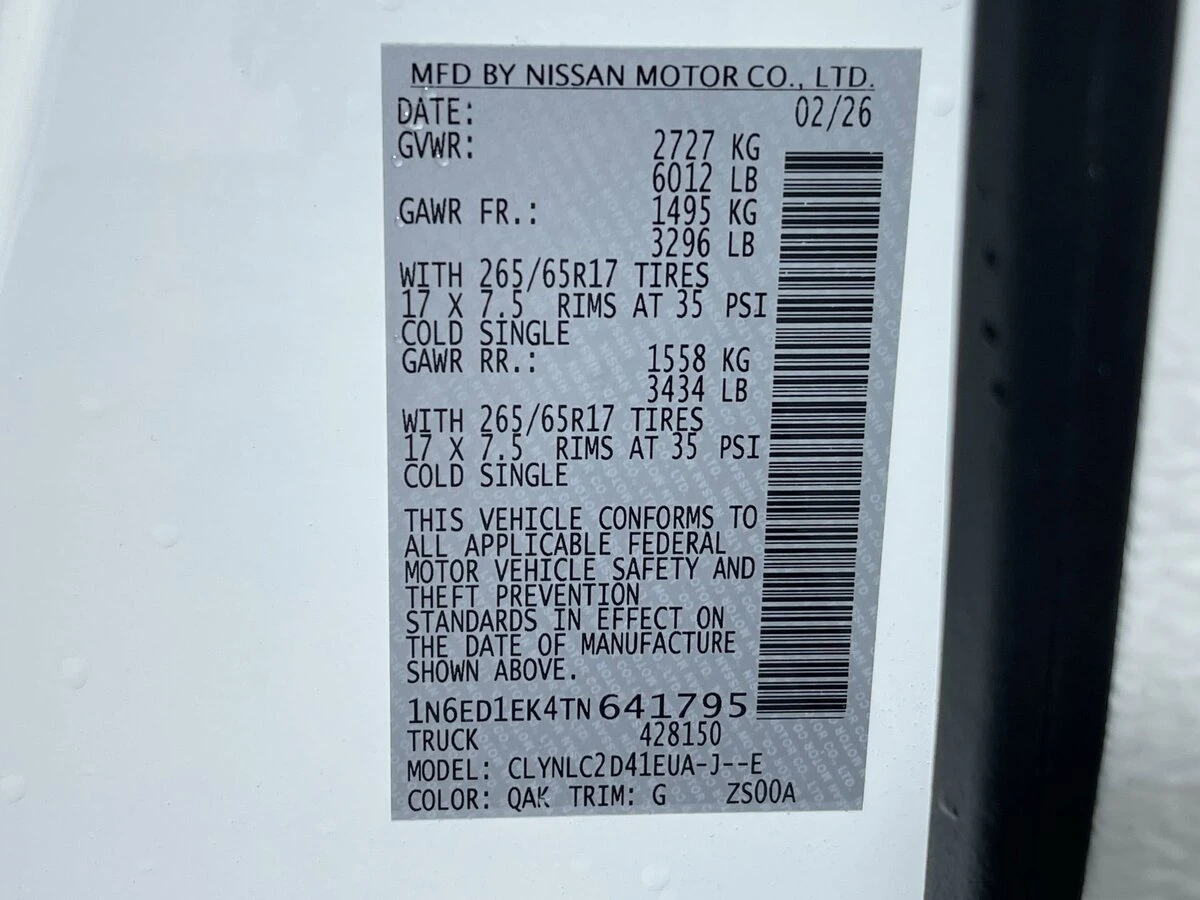 MFD BY NISSAN MOTOR CO., LTD.
DATE: 02/26
GVWR: 2727 KG
6012 LB
GAWR FR.: 1495 KG
3296 LB
WITH 265/65R17 TIRES
17 X 7.5 RIMS AT 35 PSI
COLD SINGLE
GAWR RR.: 1558 KG
3434 LB
WITH 265/65R17 TIRES
17 X 7.5 RIMS AT 35 PSI
COLD SINGLE
THIS VEHICLE CONFORMS TO
ALL APPLICABLE FEDERAL
MOTOR VEHICLE SAFETY AND
THEFT PREVENTION
STANDARDS IN EFFECT ON
THE DATE OF MANUFACTURE
SHOWN ABOVE.
1N6ED1EK4TN641795
TRUCK 428150
MODEL: CLYNLC2D41EUA-J--E
COLOR: QAK TRIM: G ZS00A